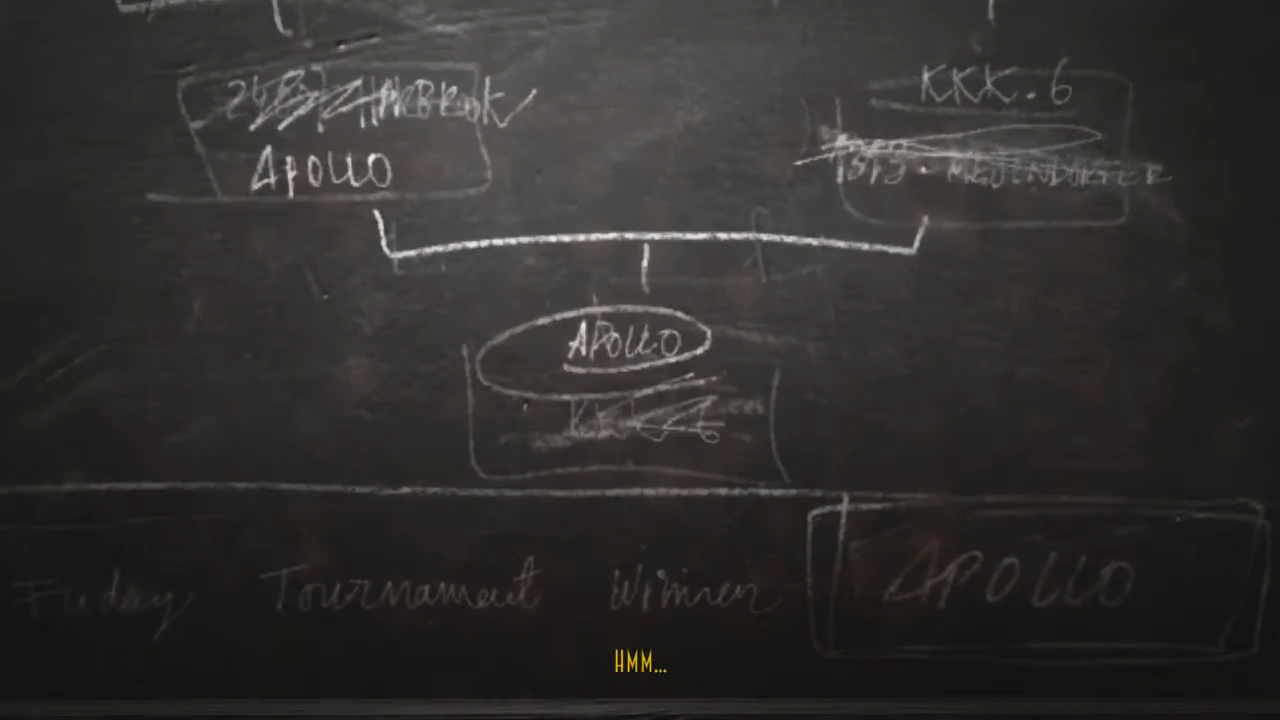 KKK.6
APOLLO
APOLLO
Friday Tournament Winner APOLLO
HMM...